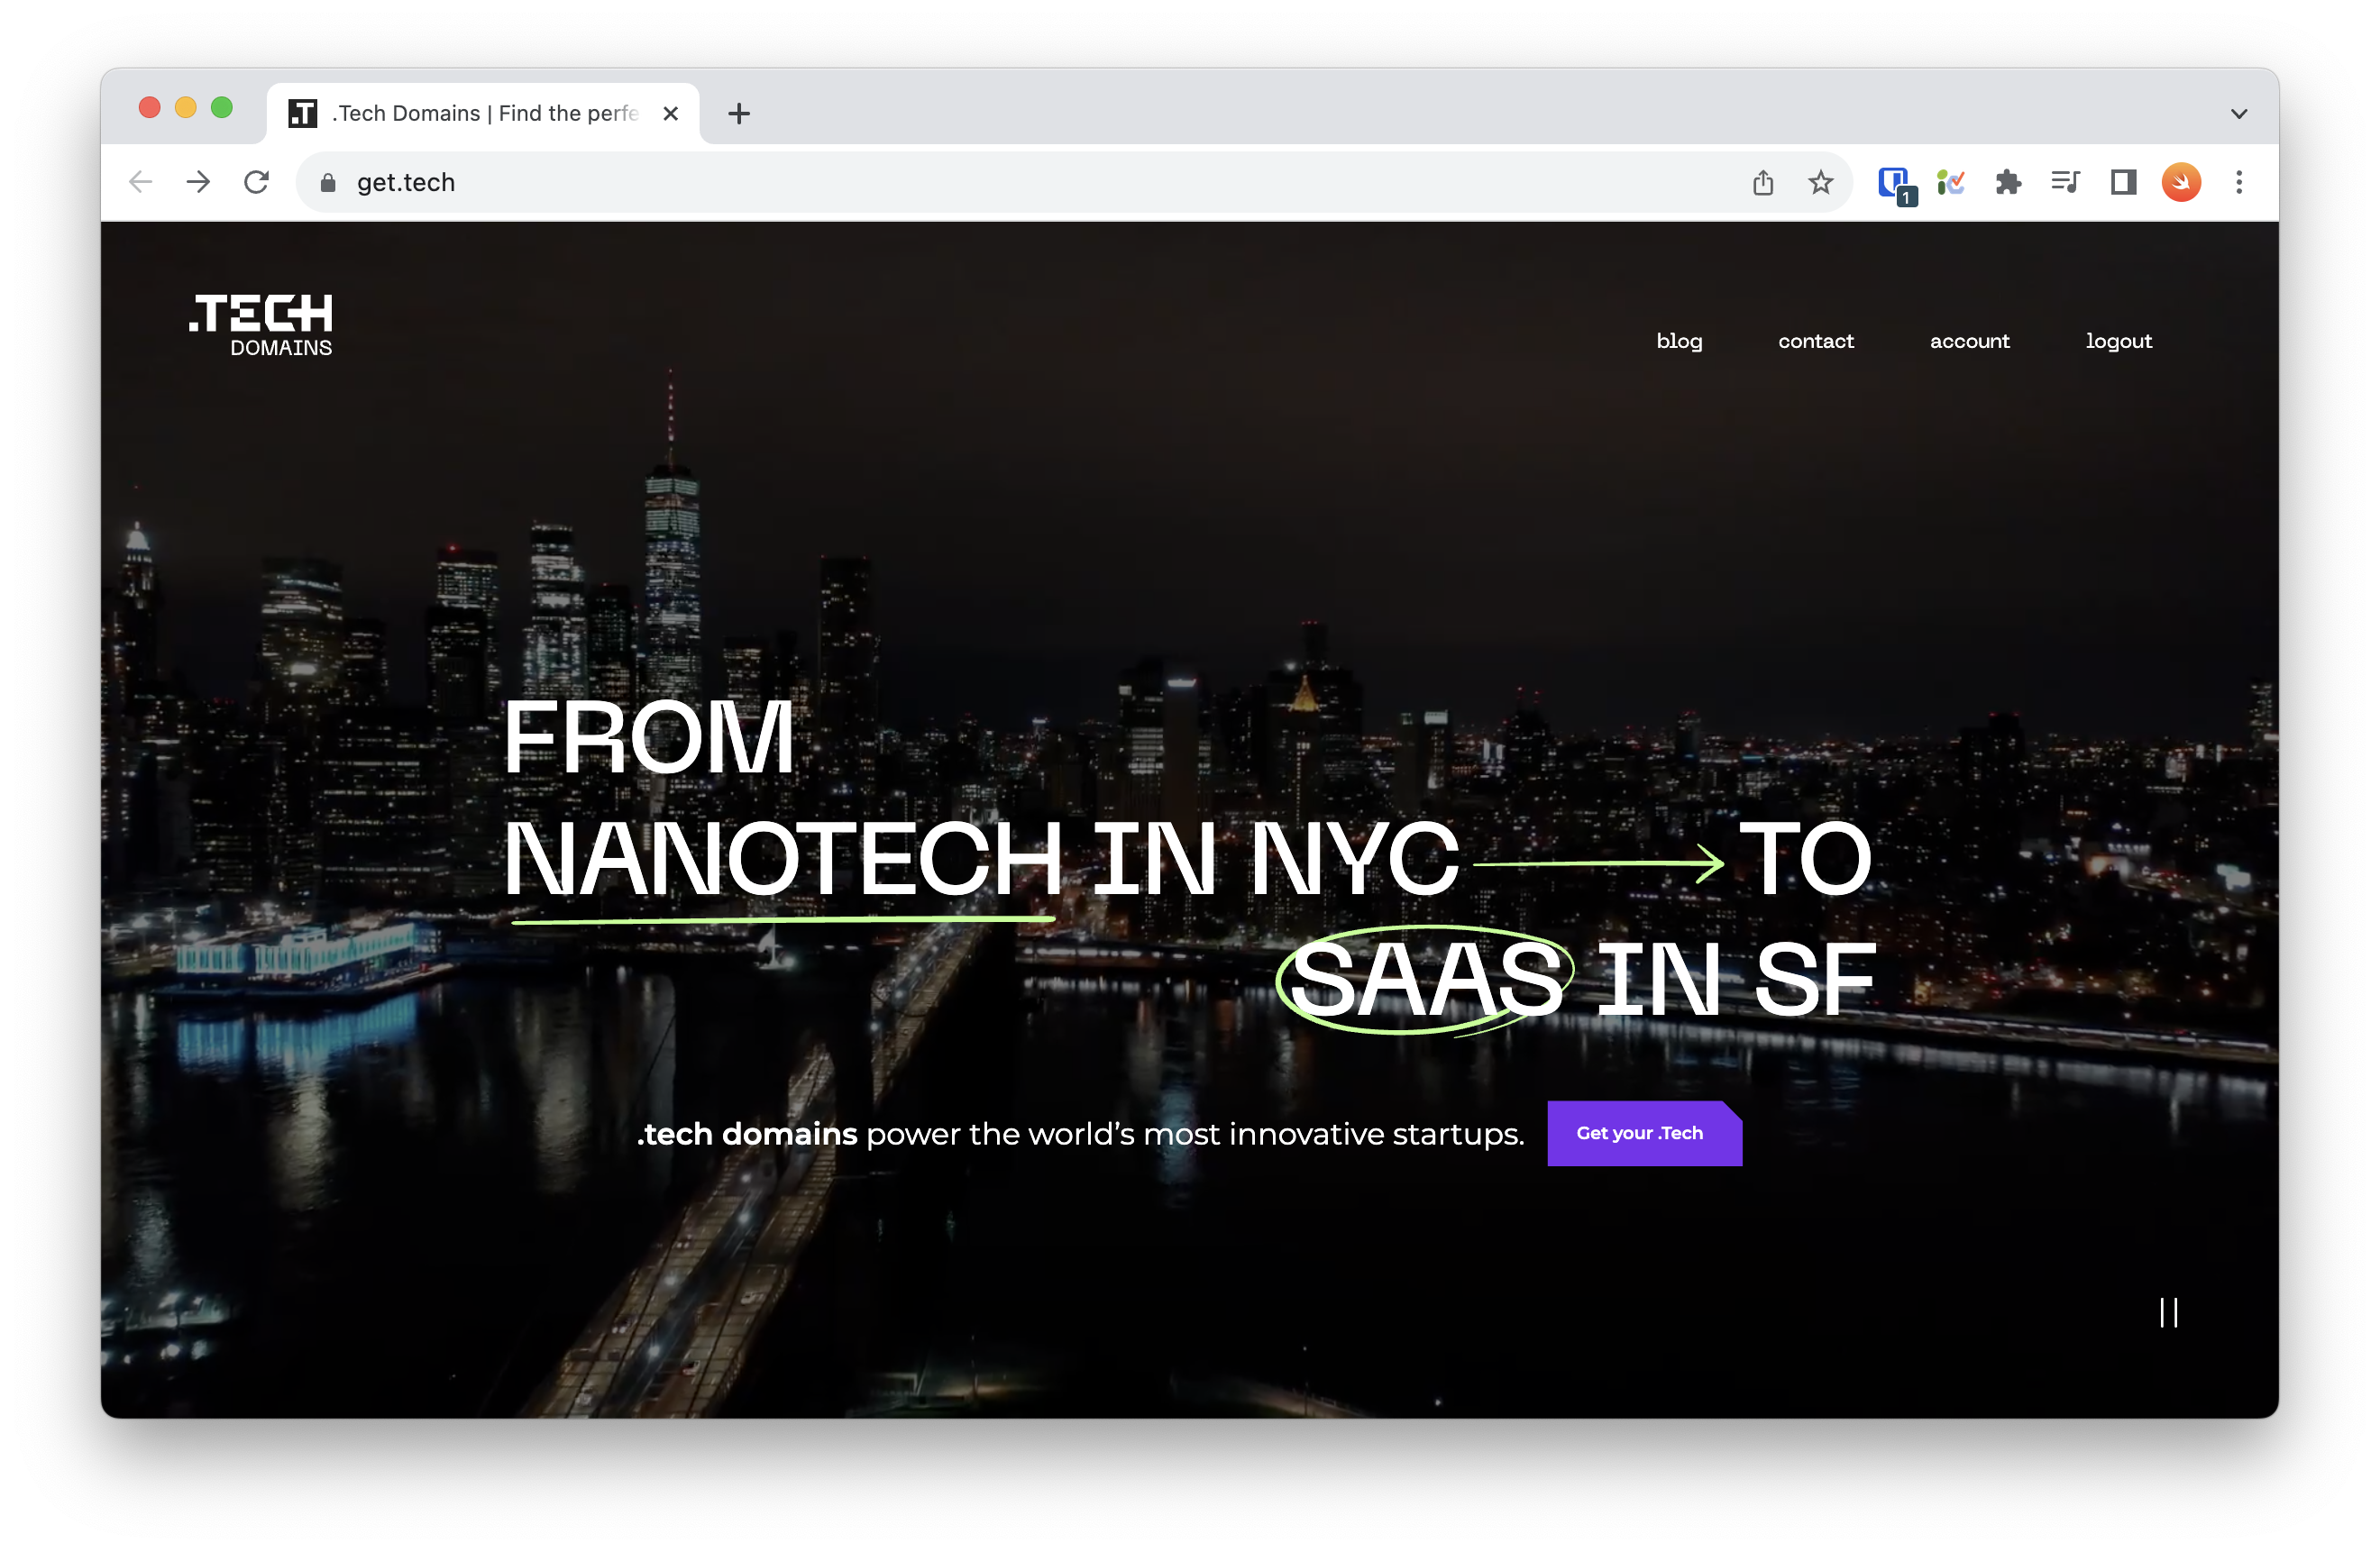 .Tech Domains | Find the perfe
get.tech
1
.TECH
DOMAINS
blog contact account logout
FROM
NANOTECH IN NYC TO
SAAS IN SF
.tech domains power the world's most innovative startups. Get your .Tech